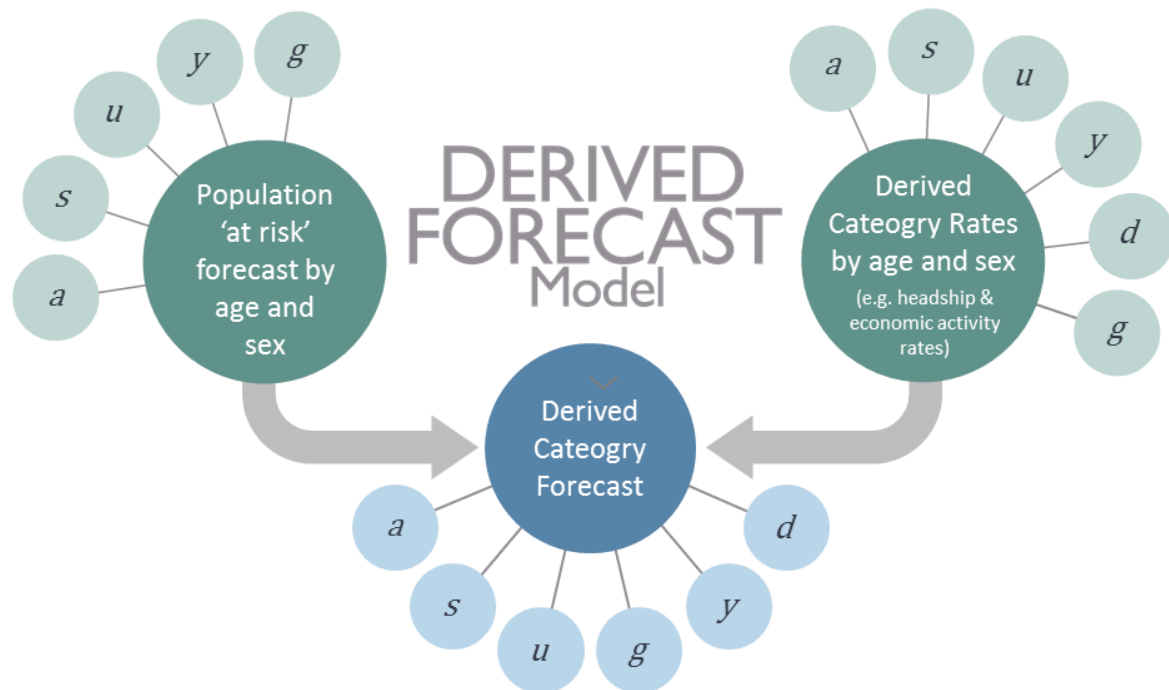 DERIVED
FORECAST
Model
g
y
u
s
a
Population
‘at risk’
forecast by
age and
sex
a
s
u
y
d
g
Derived
Cateogry Rates
by age and sex
(e.g. headship &
economic activity
rates)
Derived
Cateogry
Forecast
a
s
u
g
y
d